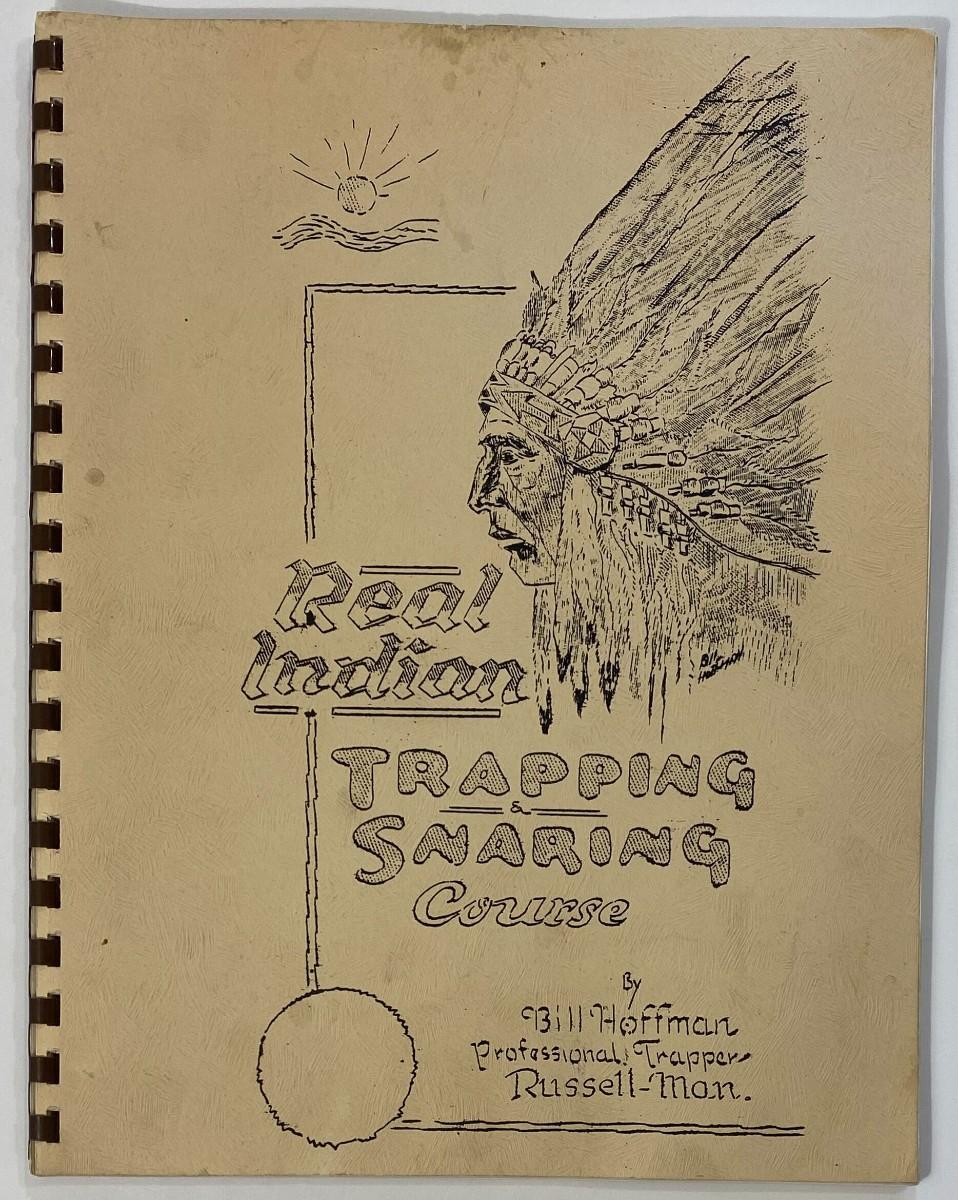 Real
Indian
TRAPPING
&
SNARING
Course
By
Bill Hoffman
Professional Trapper
Russell-Man.